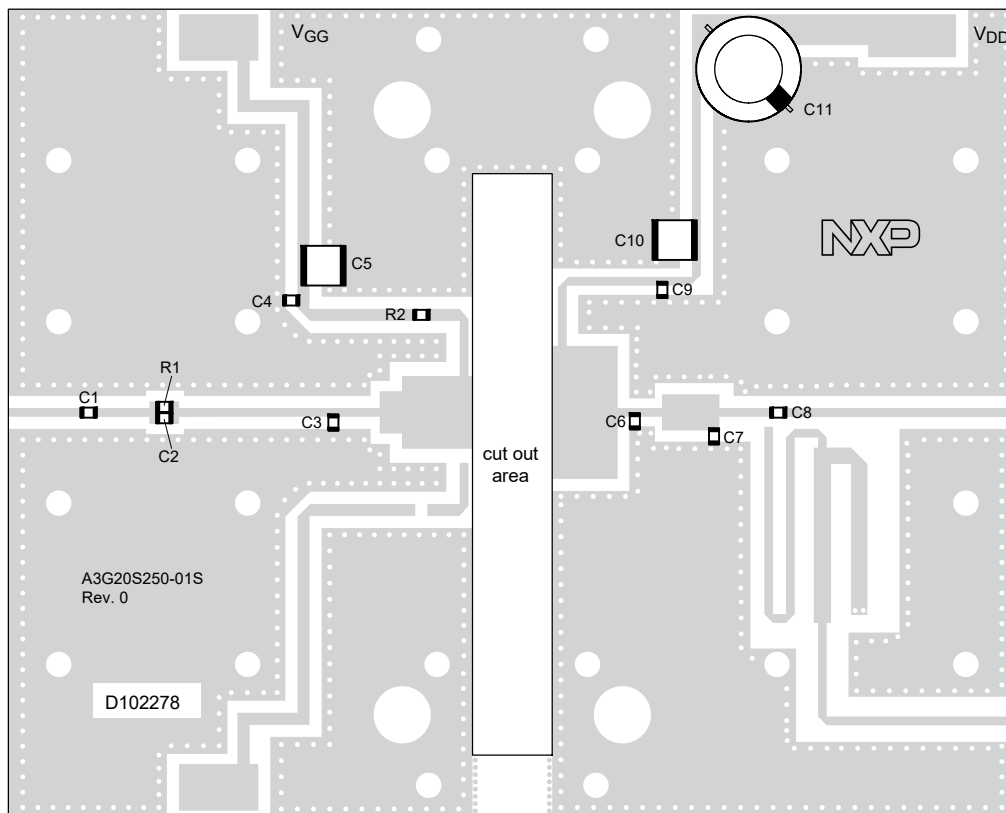 VGG
VDD
C11
C10
NXP
C5
C4
C9
R2
R1
C1
C3
C2
C6
C8
C7
cut out
area
A3G20S250-01S
Rev. 0
D102278